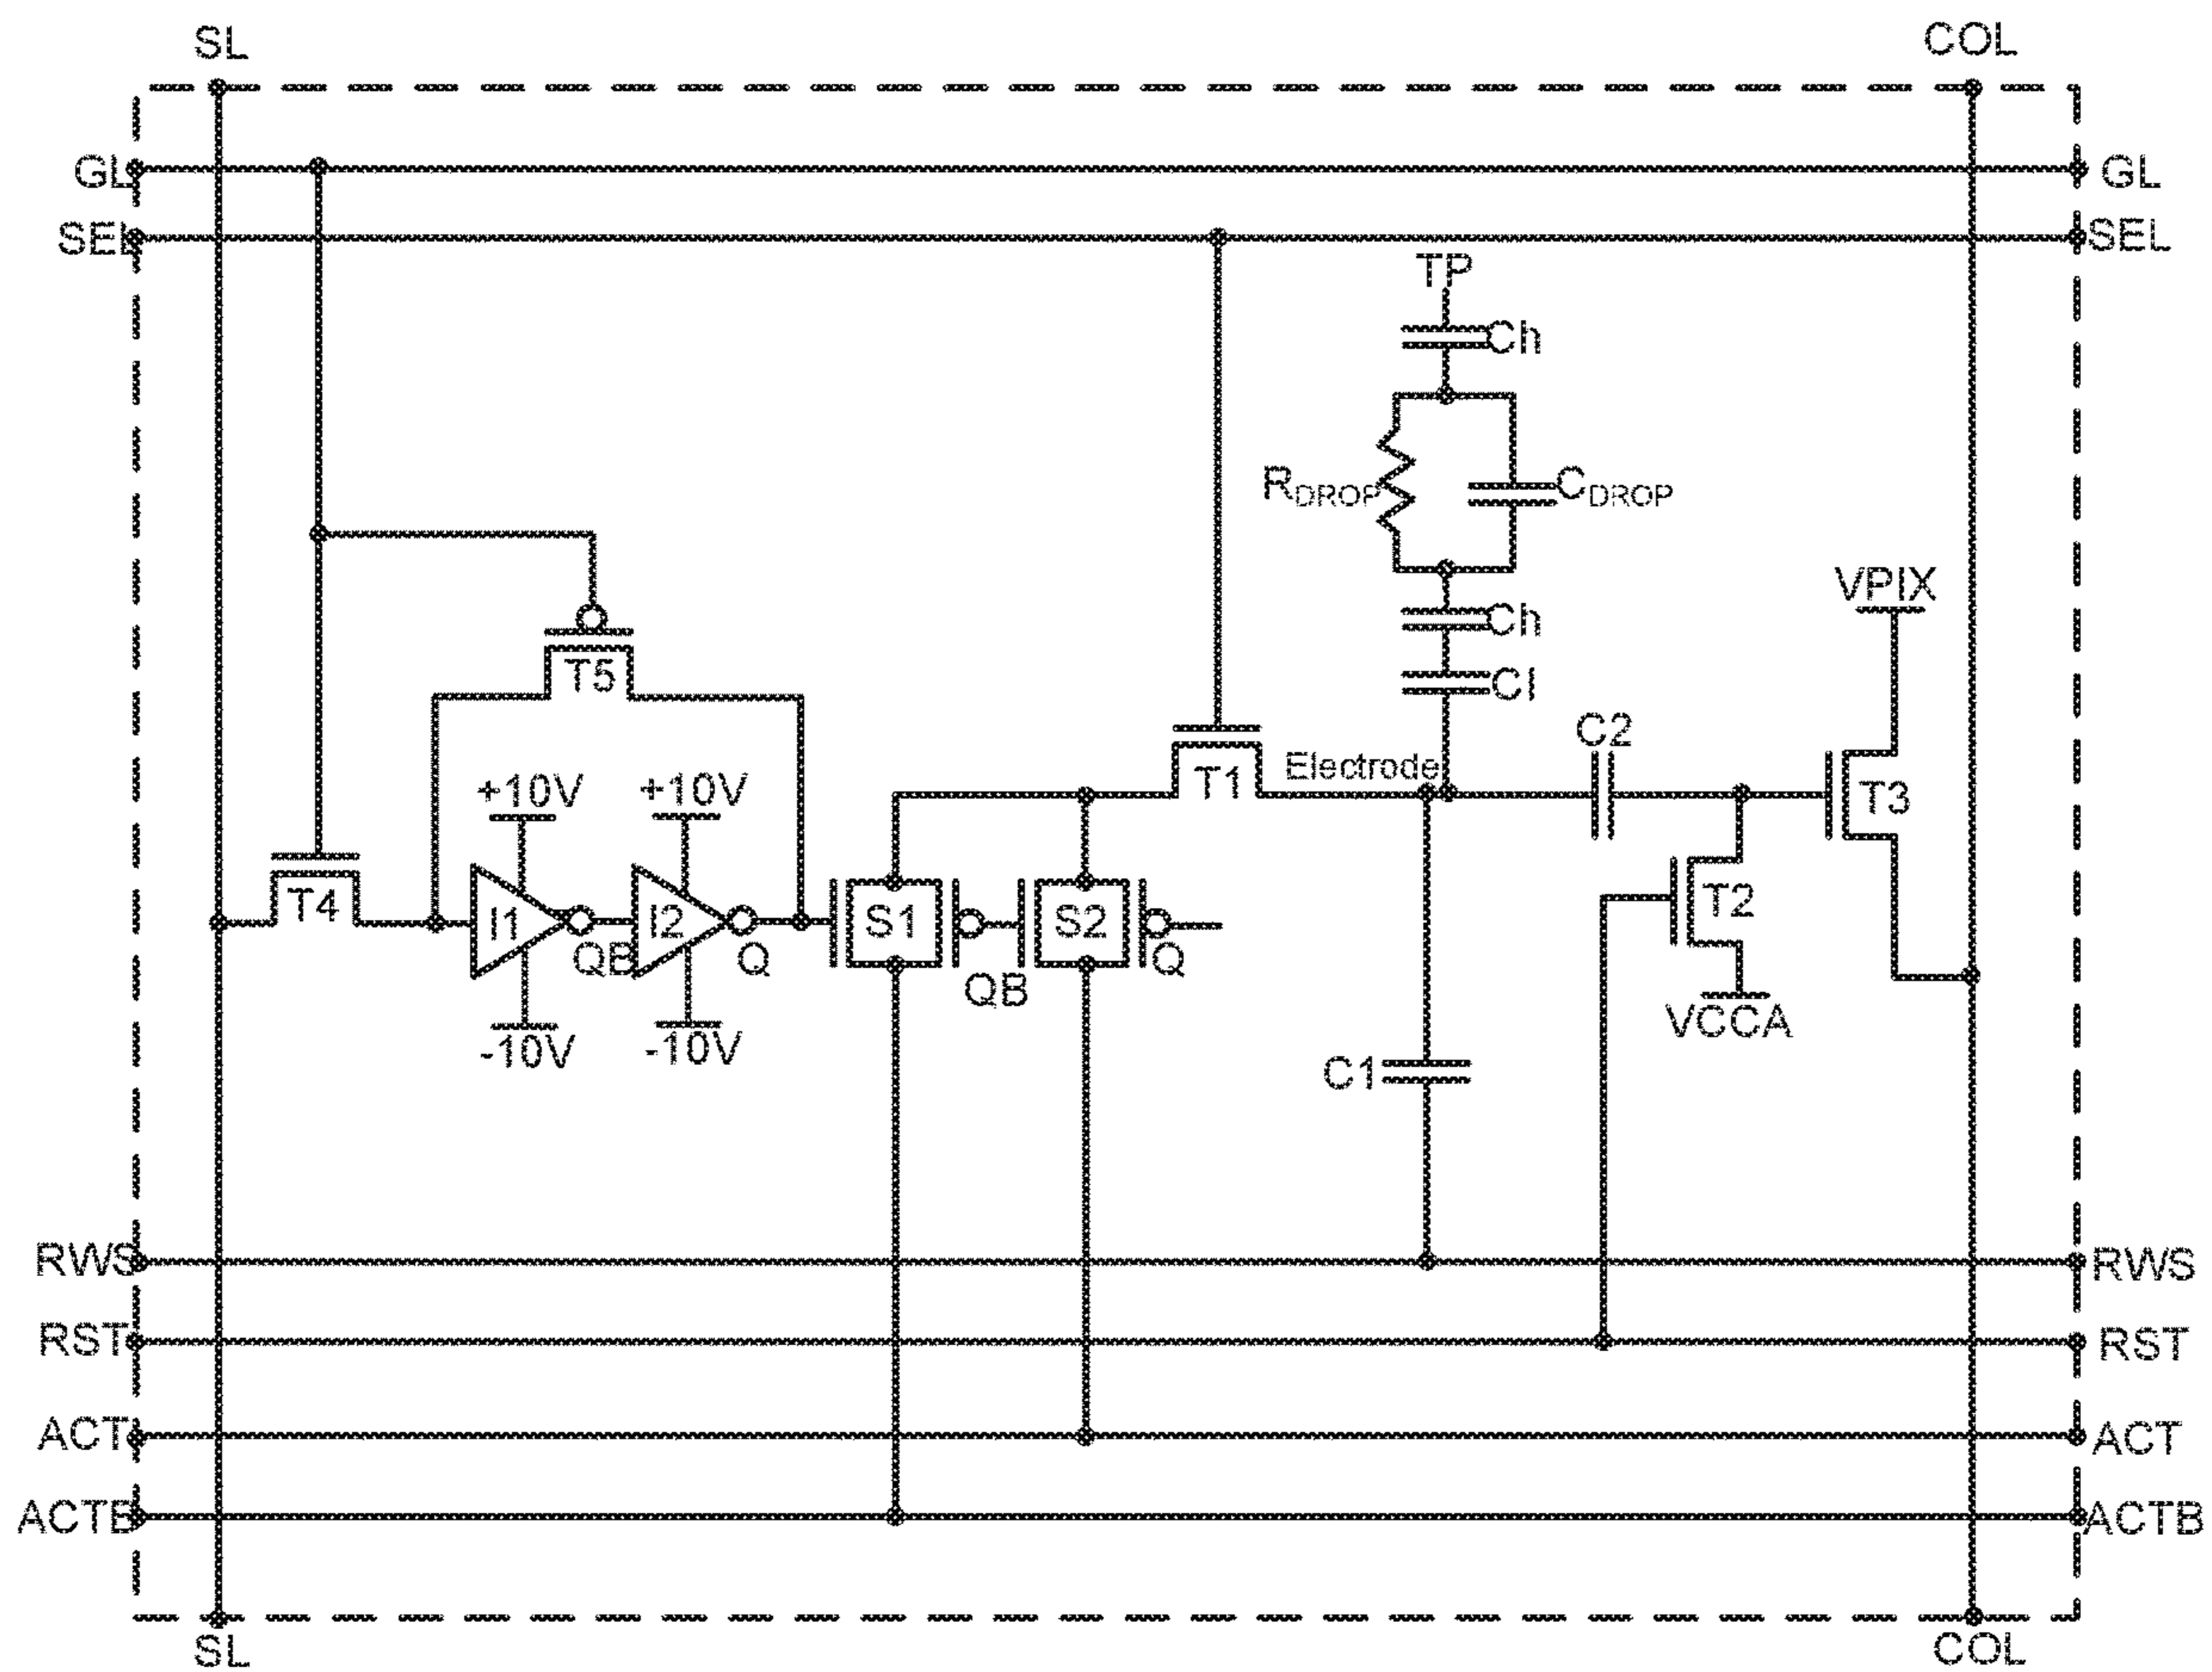 SL COL
GL GL
SEL SEL
TP
Ch
RDROP CDROP
Ch
VPIX
T5
CI
C2
+10V +10V
Electrode
T1
T3
T4
I1
I2
S1
S2
T2
QB
Q
QB
Q
VCCA
-10V -10V
C1
RWS RWS
RST RST
ACT ACT
ACTB ACTB
SL COL